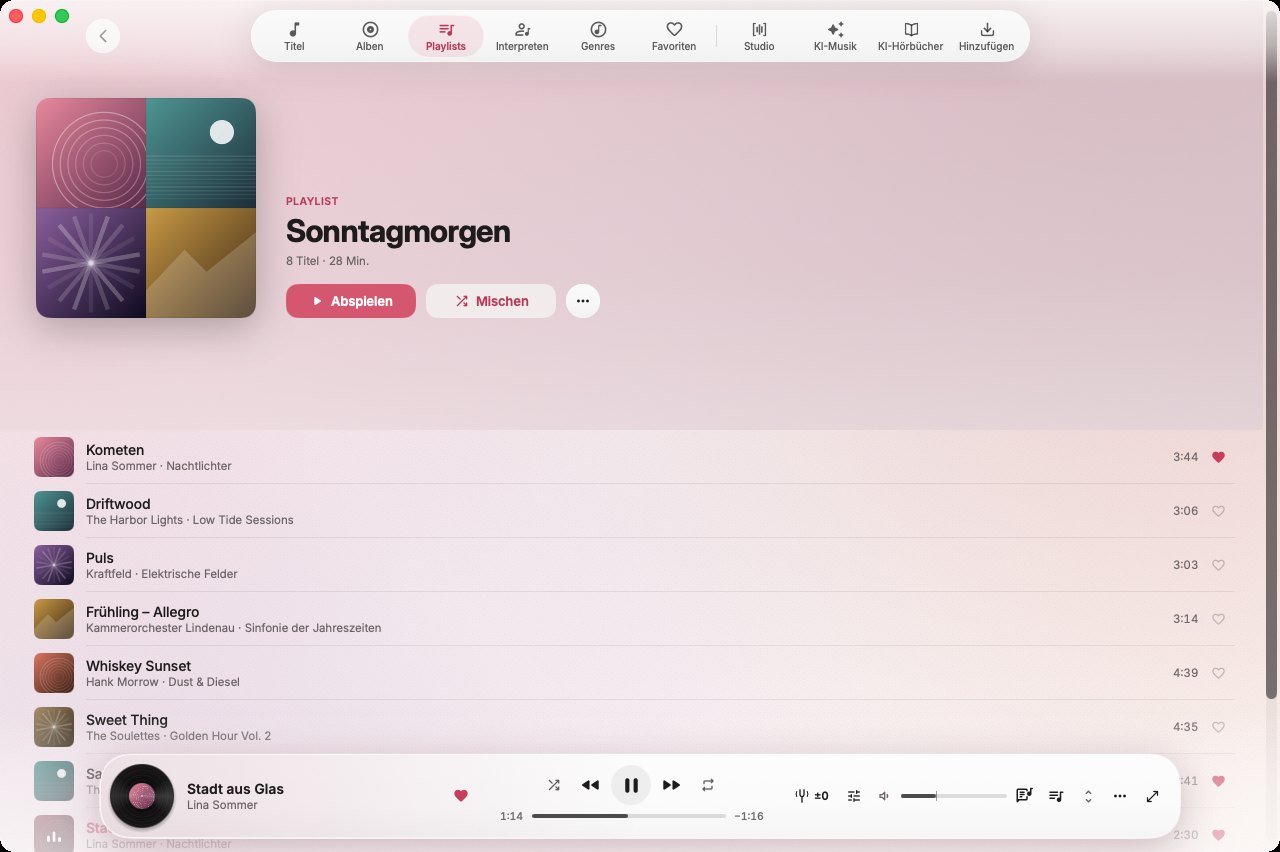 Titel
Alben
Playlists
Interpreten
Genres
Favoriten
Studio
KI-Musik
KI-Hörbücher
Hinzufügen
PLAYLIST
Sonntagmorgen
8 Titel · 28 Min.
Abspielen
Mischen
Kometen
Lina Sommer · Nachtlichter
3:44
Driftwood
The Harbor Lights · Low Tide Sessions
3:06
Puls
Kraftfeld · Elektrische Felder
3:03
Frühling – Allegro
Kammerorchester Lindenau · Sinfonie der Jahreszeiten
3:14
Whiskey Sunset
Hank Morrow · Dust & Diesel
4:39
Sweet Thing
The Soulettes · Golden Hour Vol. 2
4:35
:41
Stadt aus Glas
Lina Sommer
1:14
−1:16
±0
2:30
Lina Sommer · Nachtlichter